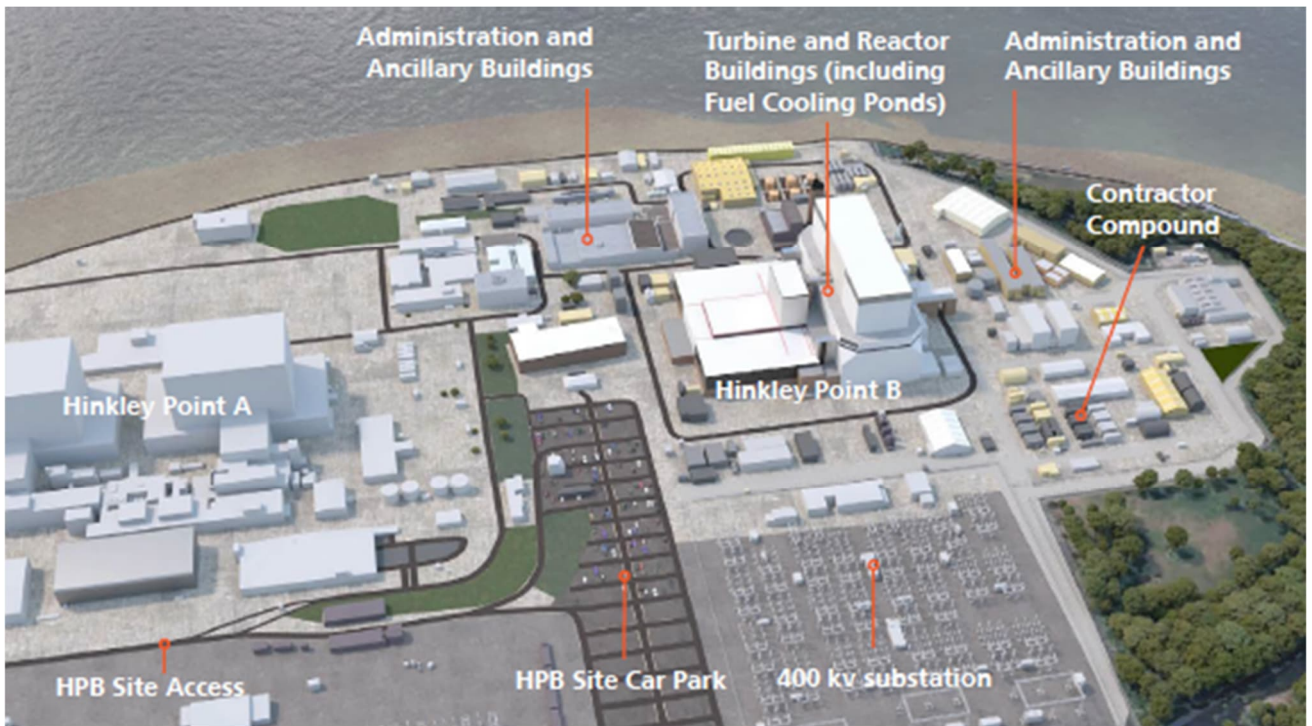 Administration and
Ancillary Buildings
Turbine and Reactor
Buildings (including
Fuel Cooling Ponds)
Administration and
Ancillary Buildings
Contractor
Compound
Hinkley Point A
Hinkley Point B
HPB Site Access
HPB Site Car Park
400 kv substation